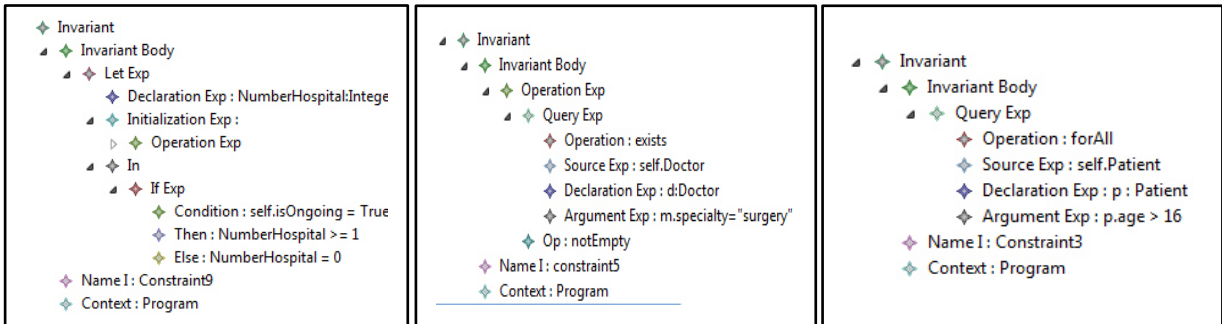 Invariant
Invariant Body
Let Exp
Declaration Exp : NumberHospital:Intege
Initialization Exp :
Operation Exp
In
If Exp
Condition : self.isOngoing = True
Then : NumberHospital >= 1
Else : NumberHospital = 0
Name I : Constraint9
Context : Program
Invariant
Invariant Body
Operation Exp
Query Exp
Operation : exists
Source Exp : self.Doctor
Declaration Exp : d:Doctor
Argument Exp : m.specialty="surgery"
Op : notEmpty
Name I : constraint5
Context : Program
Invariant
Invariant Body
Query Exp
Operation : forAll
Source Exp : self.Patient
Declaration Exp : p : Patient
Argument Exp : p.age > 16
Name I : Constraint3
Context : Program